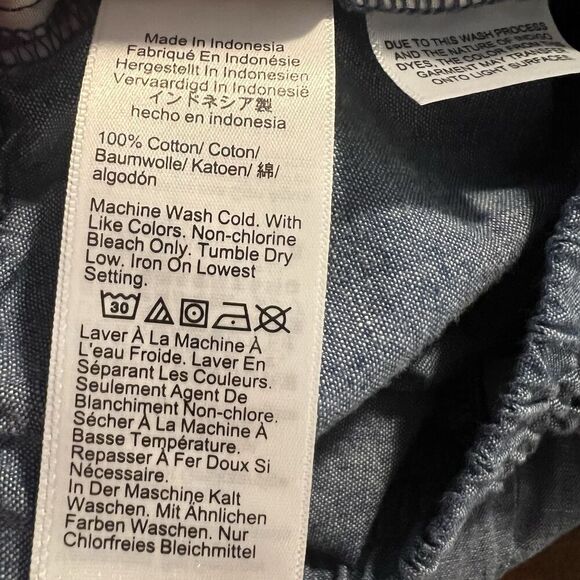 Made In Indonesia
Fabriqué En Indonésie
Hergestellt In Indonesien
Vervaardigd In Indonesië
インドネシア製
hecho en indonesia
100% Cotton/ Coton/
Baumwolle/ Katoen/ 綿/
algodón
Machine Wash Cold. With
Like Colors. Non-chlorine
Bleach Only. Tumble Dry
Low. Iron On Lowest
Setting.
30
Laver À La Machine À
L'eau Froide. Laver En
Séparant Les Couleurs.
Seulement Agent De
Blanchiment Non-chlore.
Sécher À La Machine À
Basse Température.
Repasser À Fer Doux Si
Nécessaire.
In Der Maschine Kalt
Waschen. Mit Ähnlichen
Farben Waschen. Nur
Chlorfreies Bleichmittel
DUE TO THIS WASH PROCESS
AND THE NATURE OF INDIGO
DYES, THE COLOR FROM THIS
GARMENT MAY TRANSFER
ONTO LIGHT SURFACES